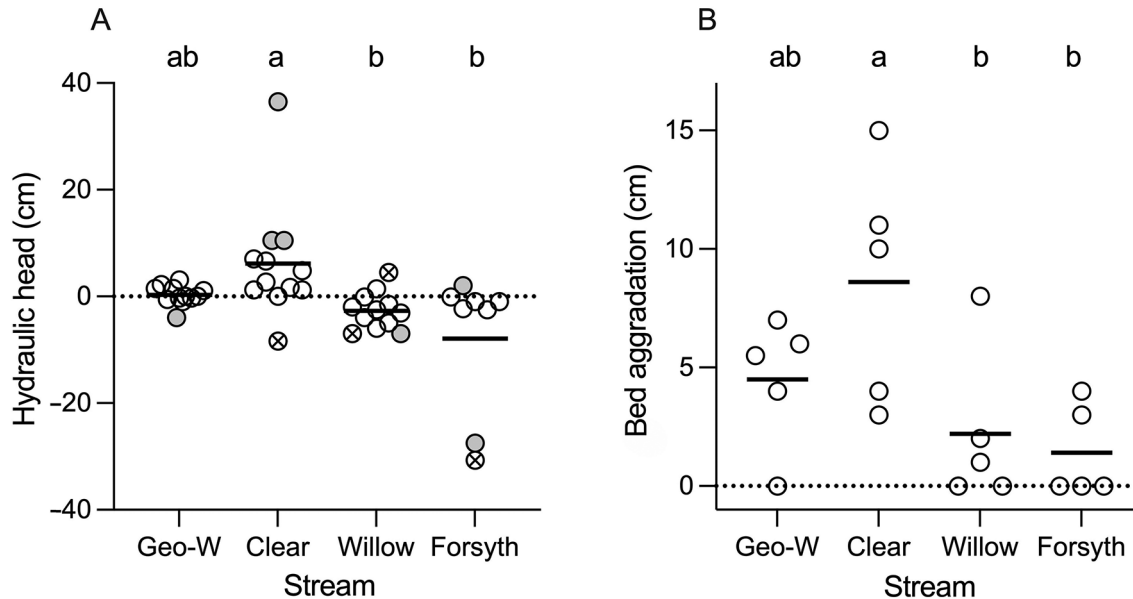 A
ab a b b
Hydraulic head (cm)
40
20
0
−20
−40
Geo-W Clear Willow Forsyth
Stream
B
ab a b b
Bed aggradation (cm)
15
10
5
0
Geo-W Clear Willow Forsyth
Stream